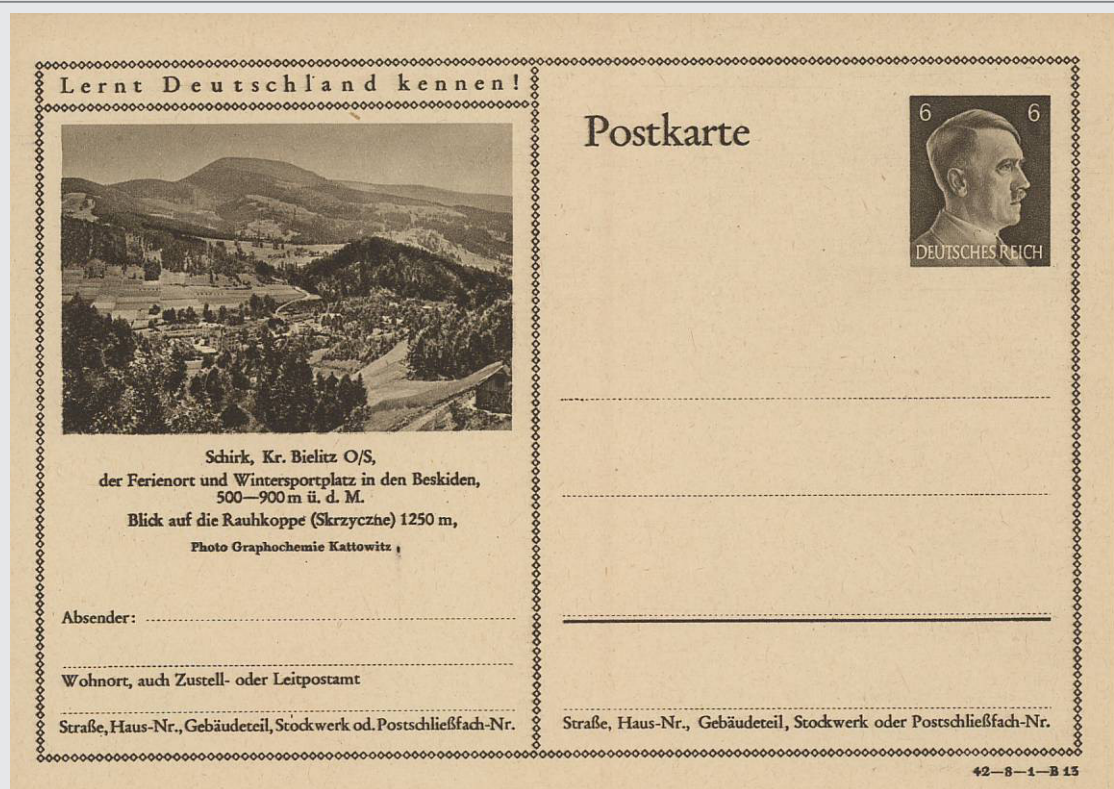 Lernt Deutschland kennen!
Schirk, Kr. Bielitz O/S,
der Ferienort und Wintersportplatz in den Beskiden,
500—900 m ü. d. M.
Blick auf die Rauhkoppe (Skrzyczne) 1250 m,
Photo Graphochemie Kattowitz
Absender:
Wohnort, auch Zustell- oder Leitpostamt
Straße, Haus-Nr., Gebäudeteil, Stockwerk od. Postschließfach-Nr.
Postkarte
6 6
DEUTSCHES REICH
Straße, Haus-Nr., Gebäudeteil, Stockwerk oder Postschließfach-Nr.
42—8—1—B 13